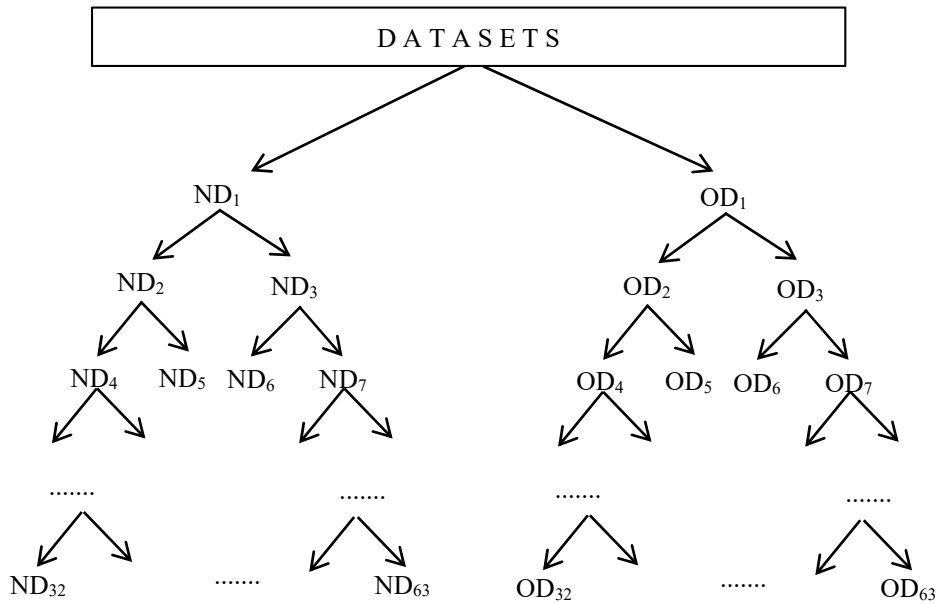 D A T A S E T S
ND₁ OD₁
ND₂ ND₃ OD₂ OD₃
ND₄ ND₅ ND₆ ND₇ OD₄ OD₅ OD₆ OD₇
....... ....... ....... .......
ND₃₂ ....... ND₆₃ OD₃₂ ....... OD₆₃